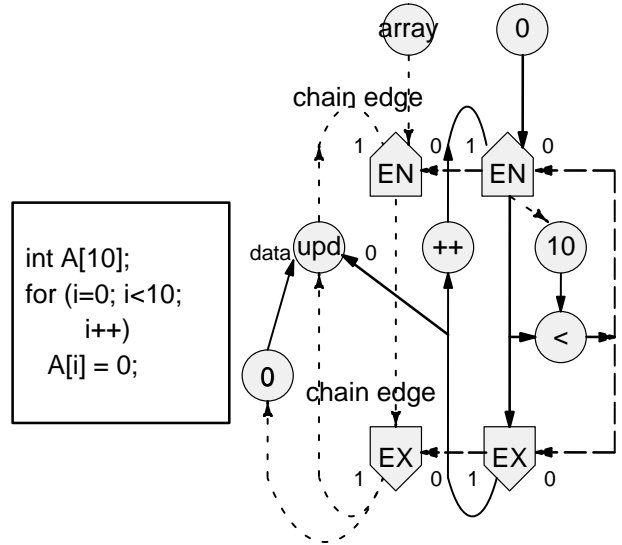 array
0
chain edge
1
0
1
0
EN
EN
int A[10];
for (i=0; i<10;
i++)
A[i] = 0;
data
upd
0
++
10
<
0
chain edge
EX
EX
1
0
1
0